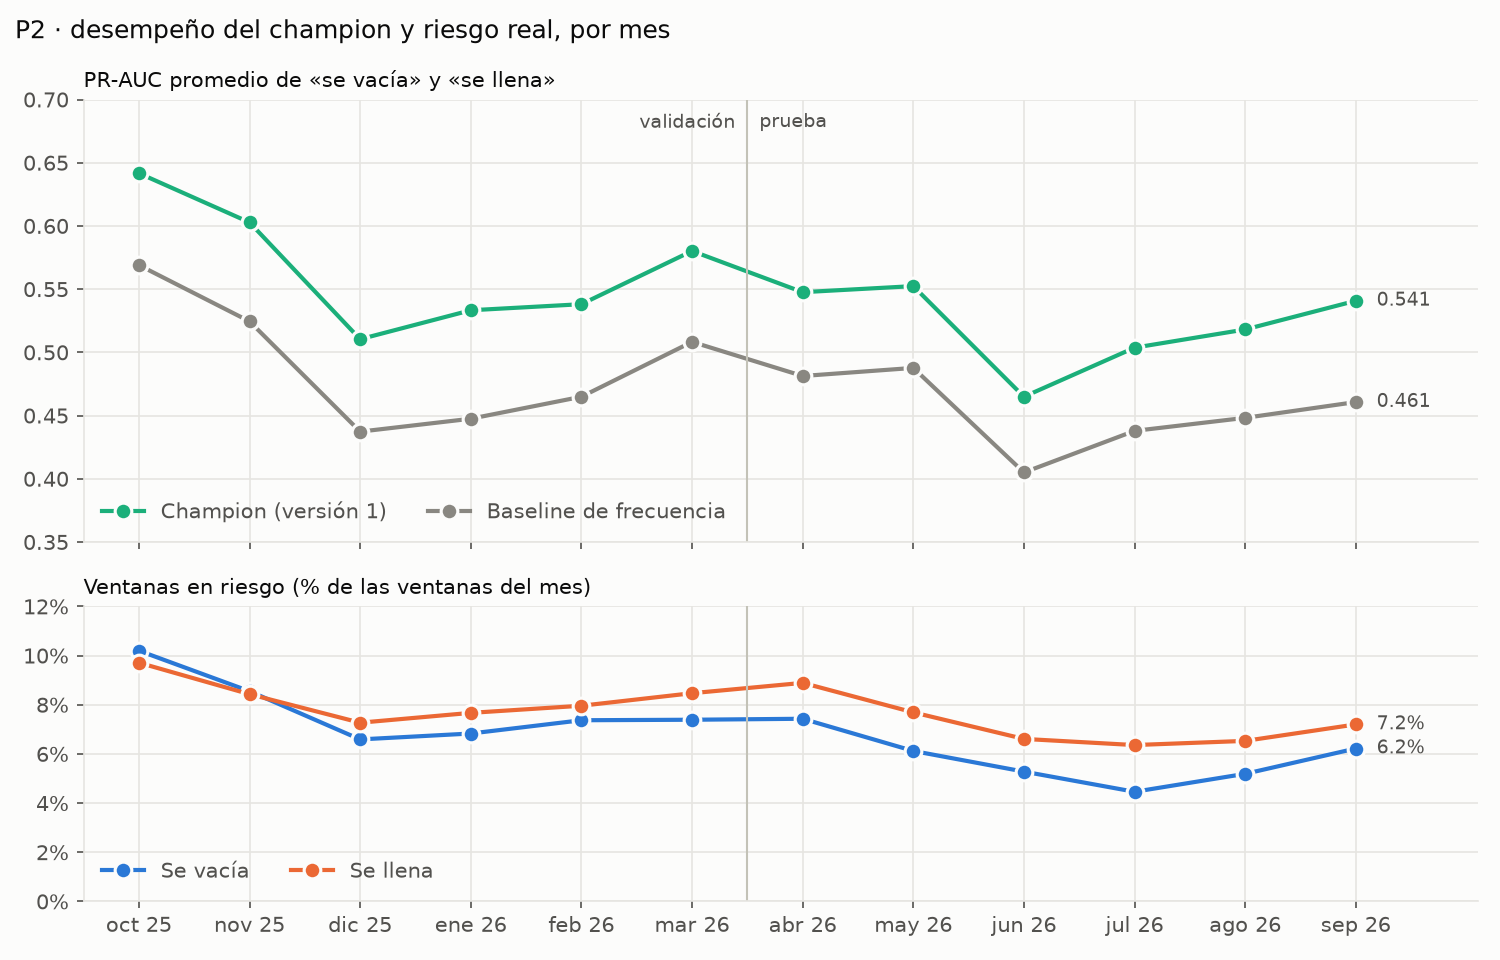 P2 · desempeño del champion y riesgo real, por mes
PR-AUC promedio de «se vacía» y «se llena»
0.70
validación
prueba
0.65
0.60
0.55
0.541
0.50
0.461
0.45
0.40
Champion (versión 1)
Baseline de frecuencia
0.35
Ventanas en riesgo (% de las ventanas del mes)
12%
10%
8%
7.2%
6%
6.2%
4%
2%
Se vacía
Se llena
0%
oct 25 nov 25 dic 25 ene 26 feb 26 mar 26 abr 26 may 26 jun 26 jul 26 ago 26 sep 26